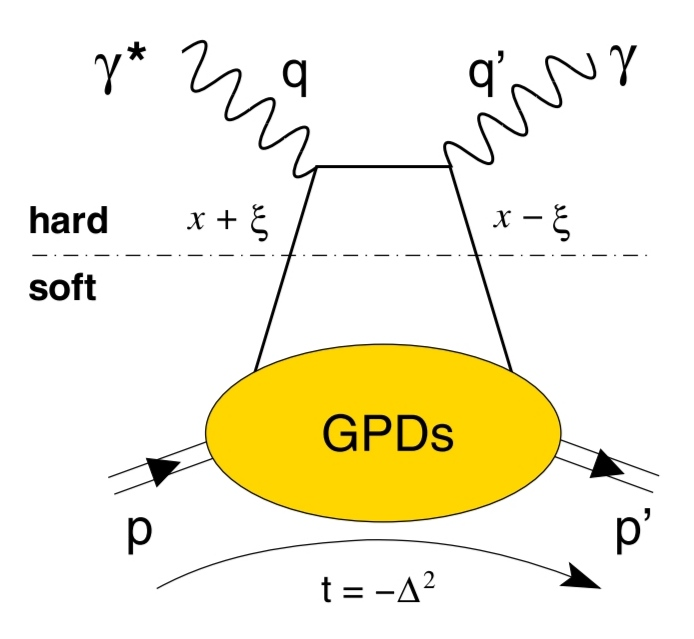 γ* q q’ γ
hard x + ξ x − ξ
soft
GPDs
p p’
t = −Δ²